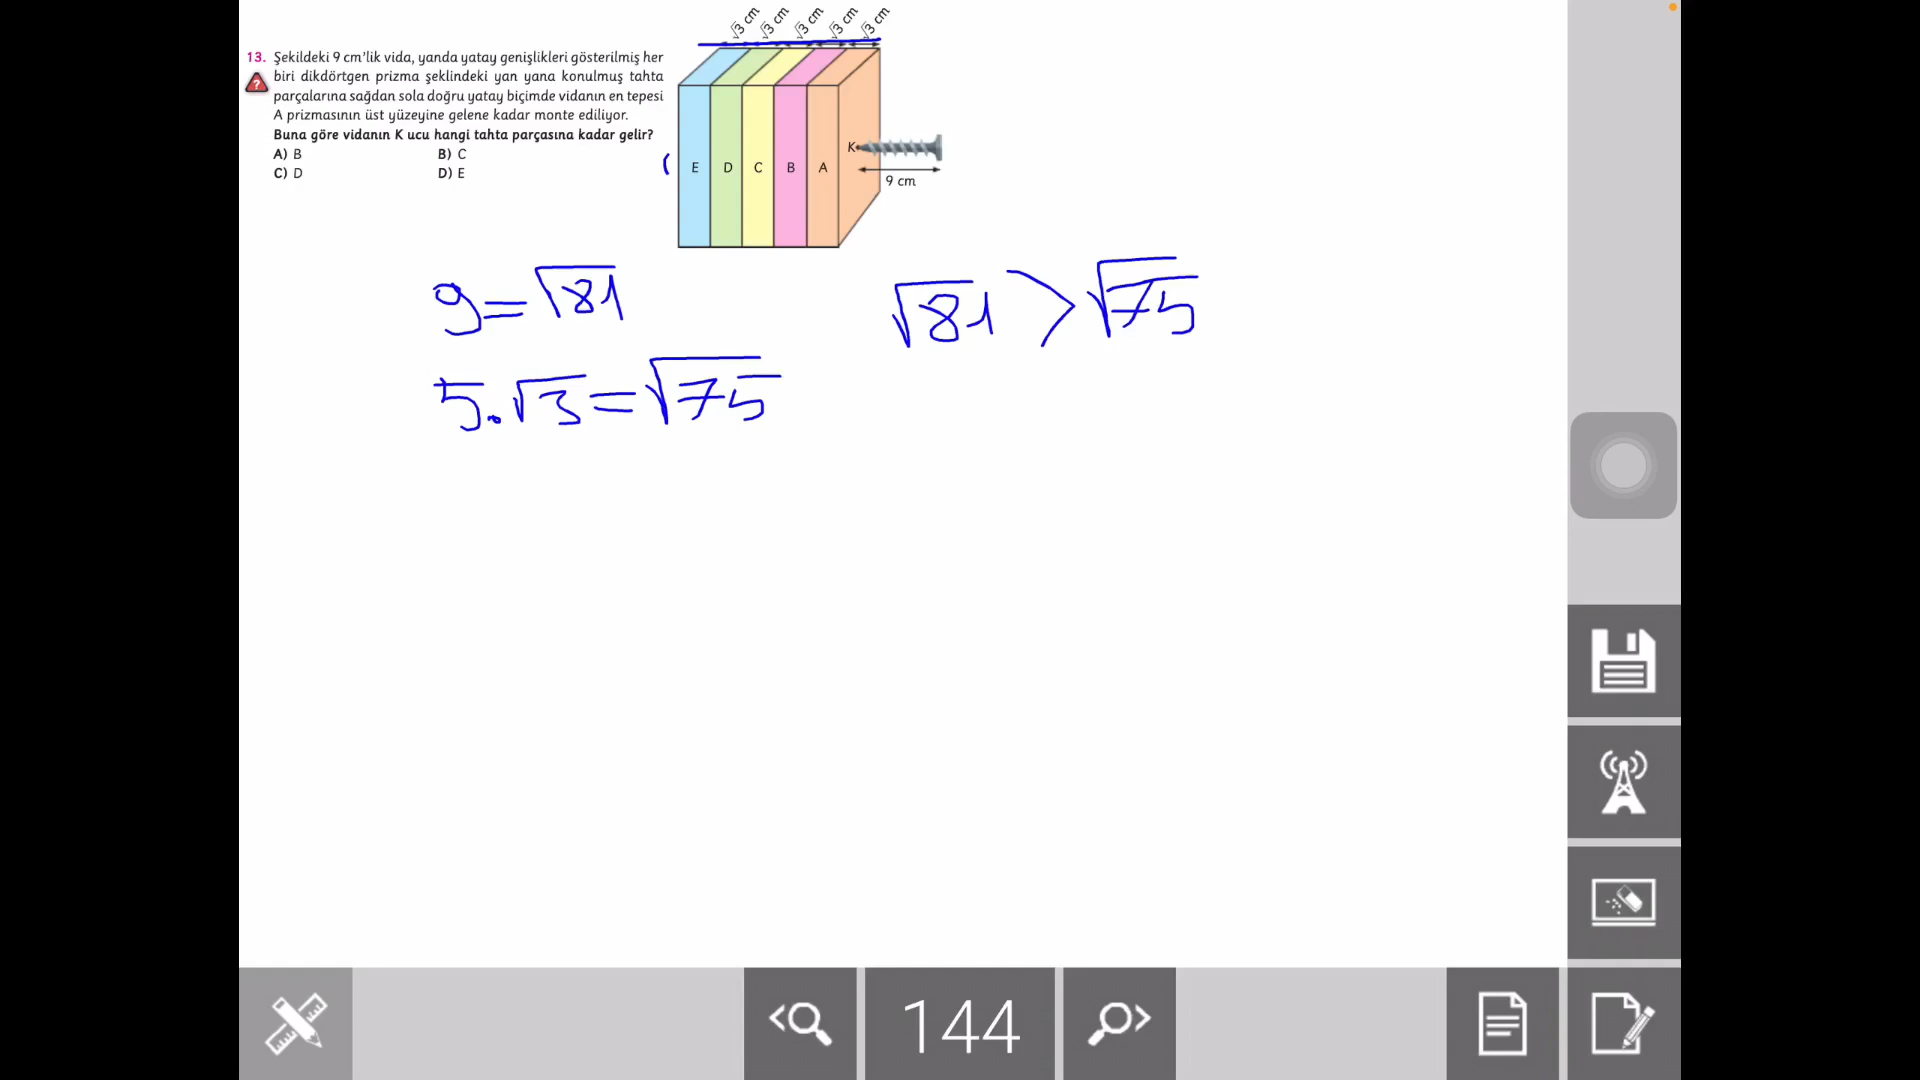 √3 cm √3 cm √3 cm √3 cm √3 cm
13. Şekildeki 9 cm'lik vida, yanda yatay genişlikleri gösterilmiş her
biri dikdörtgen prizma şeklindeki yan yana konulmuş tahta
parçalarına sağdan sola doğru yatay biçimde vidanın en tepesi
A prizmasının üst yüzeyine gelene kadar monte ediliyor.
Buna göre vidanın K ucu hangi tahta parçasına kadar gelir?
A) B B) C
C) D D) E
E D C B A
K
9 cm
9 = √81
√81 > √75
5.√3 = √75
144